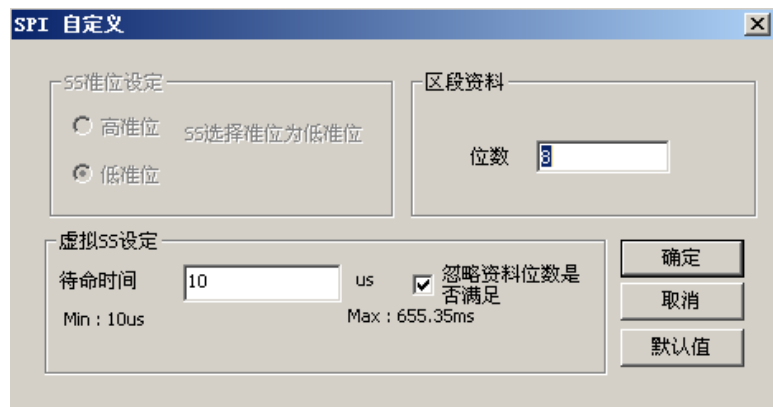 SPI 自定义
SS准位设定
高准位
SS选择准位为低准位
低准位
区段资料
位数 8
虚拟SS设定
待命时间 10 us
忽略资料位数是
否满足
Min : 10us
Max : 655.35ms
确定
取消
默认值